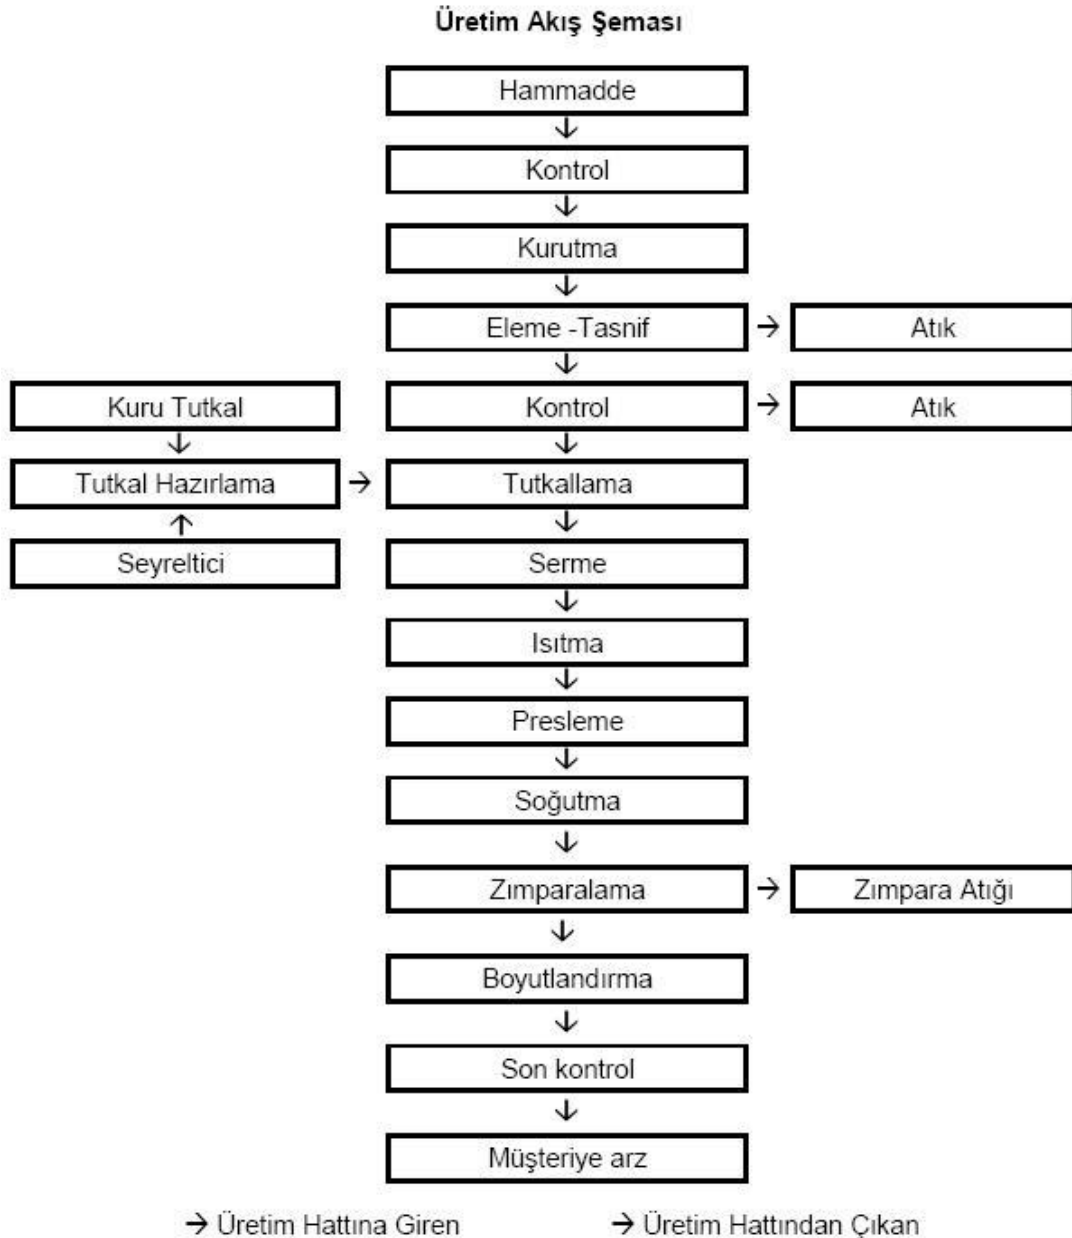 Üretim Akış Şeması
Hammadde
↓
Kontrol
↓
Kurutma
↓
Eleme -Tasnif → Atık
↓
Kuru Tutkal Kontrol → Atık
↓ ↓
Tutkal Hazırlama → Tutkallama
↑ ↓
Seyreltici Serme
↓
Isıtma
↓
Presleme
↓
Soğutma
↓
Zımparalama → Zımpara Atığı
↓
Boyutlandırma
↓
Son kontrol
↓
Müşteriye arz
→ Üretim Hattına Giren → Üretim Hattından Çıkan